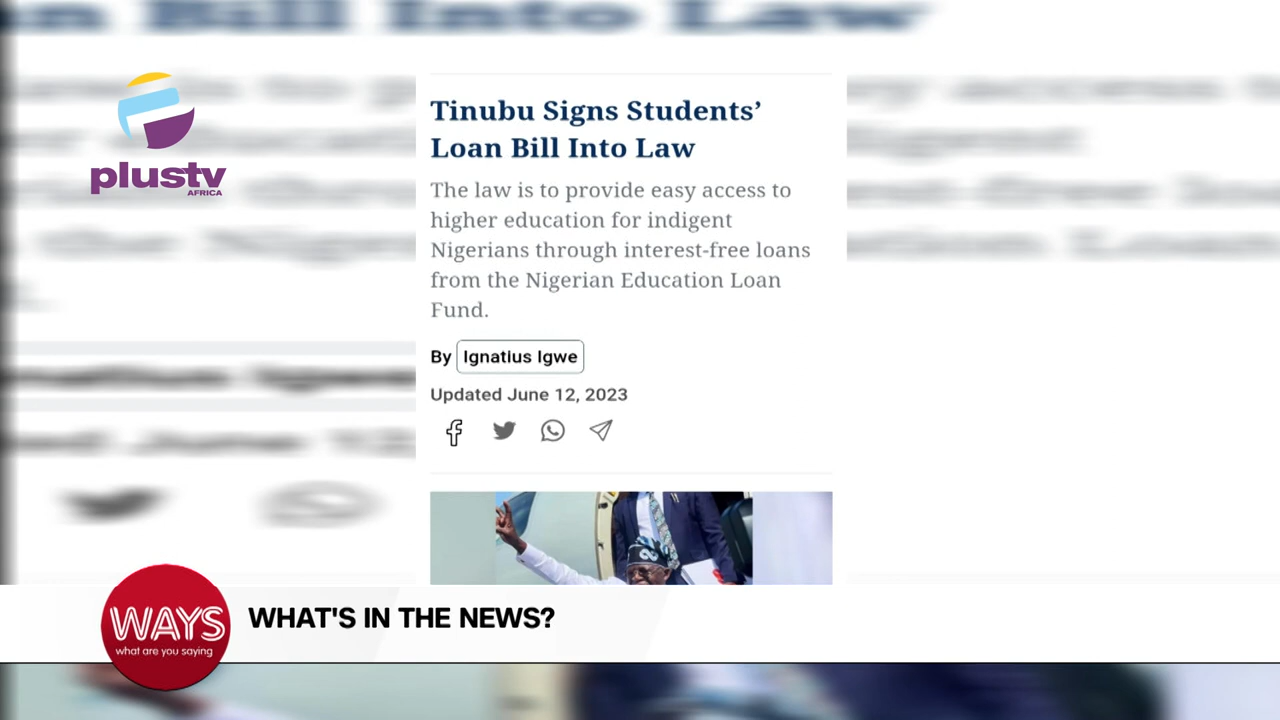 plustv
AFRICA
Tinubu Signs Students’
Loan Bill Into Law
The law is to provide easy access to
higher education for indigent
Nigerians through interest-free loans
from the Nigerian Education Loan
Fund.
By Ignatius Igwe
Updated June 12, 2023
WAYS
what are you saying
WHAT'S IN THE NEWS?